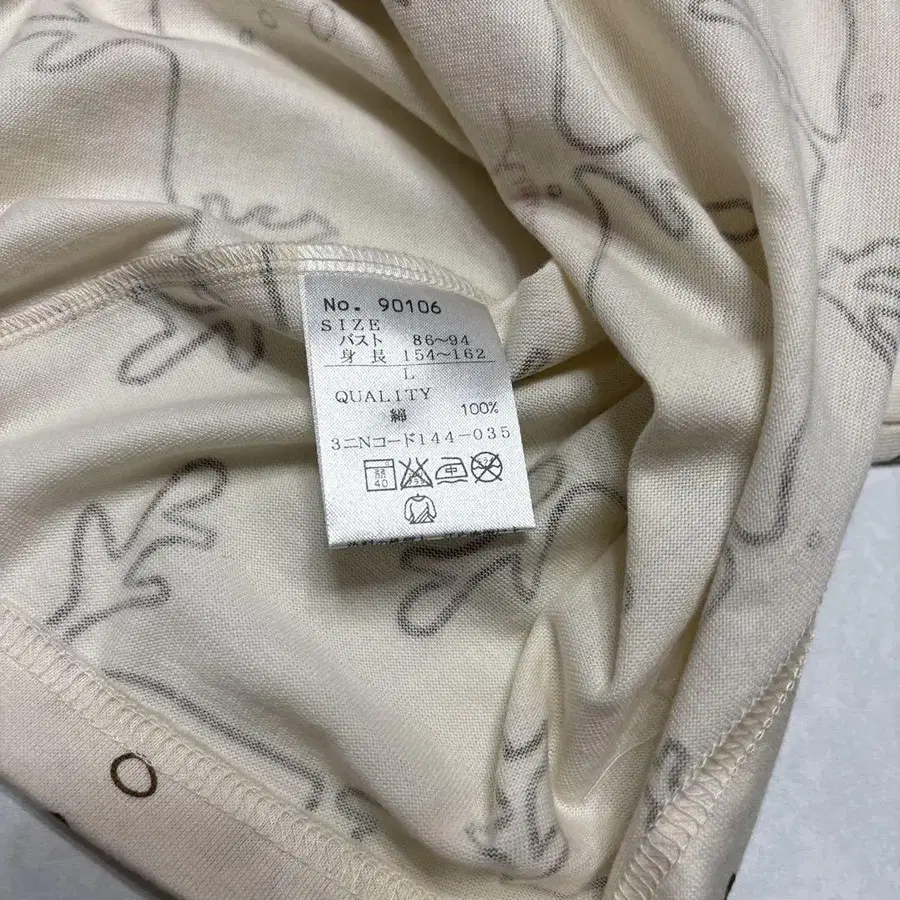 No. 90106
SIZE
バスト 86〜94
身長 154〜162
L
QUALITY
綿 100%
3ニNコード144-035
40